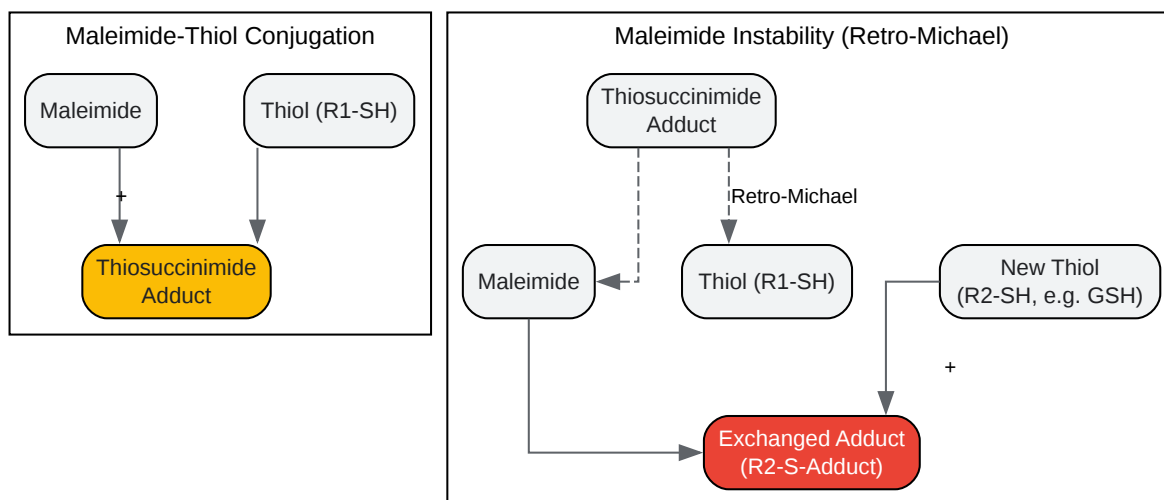 Maleimide-Thiol Conjugation
Maleimide
Thiol (R1-SH)
+
Thiosuccinimide
Adduct
Maleimide Instability (Retro-Michael)
Thiosuccinimide
Adduct
Retro-Michael
Maleimide
Thiol (R1-SH)
New Thiol
(R2-SH, e.g. GSH)
+
Exchanged Adduct
(R2-S-Adduct)